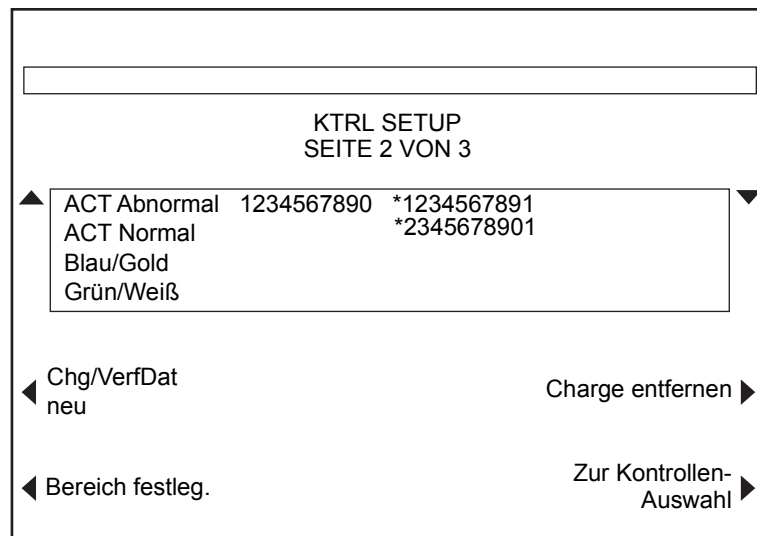 KTRL SETUP
SEITE 2 VON 3
ACT Abnormal 1234567890 *1234567891
ACT Normal *2345678901
Blau/Gold
Grün/Weiß
Chg/VerfDat
neu
Charge entfernen
Bereich festleg.
Zur Kontrollen-
Auswahl